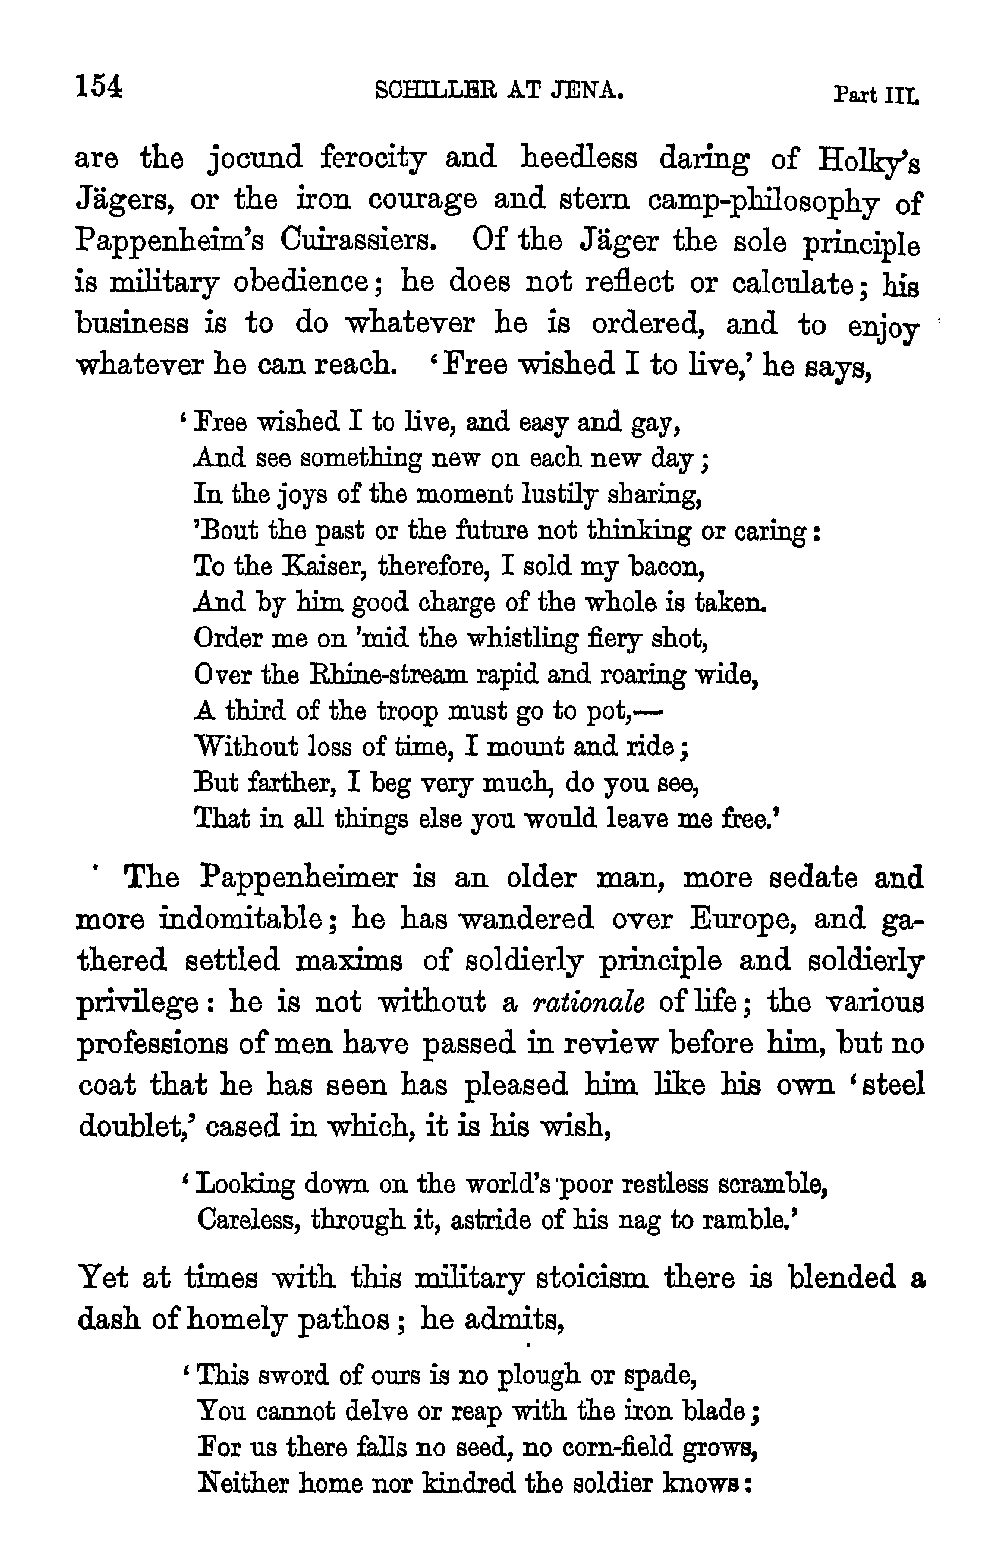 154 SCHILLER AT JENA. Part III.
are the jocund ferocity and heedless daring of Holky's
Jägers, or the iron courage and stern camp-philosophy of
Pappenheim's Cuirassiers. Of the Jäger the sole principle
is military obedience; he does not reflect or calculate; his
business is to do whatever he is ordered, and to enjoy
whatever he can reach. ‘Free wished I to live,’ he says,
‘Free wished I to live, and easy and gay,
And see something new on each new day;
In the joys of the moment lustily sharing,
’Bout the past or the future not thinking or caring:
To the Kaiser, therefore, I sold my bacon,
And by him good charge of the whole is taken.
Order me on ’mid the whistling fiery shot,
Over the Rhine-stream rapid and roaring wide,
A third of the troop must go to pot,—
Without loss of time, I mount and ride;
But farther, I beg very much, do you see,
That in all things else you would leave me free.’
The Pappenheimer is an older man, more sedate and
more indomitable; he has wandered over Europe, and ga-
thered settled maxims of soldierly principle and soldierly
privilege: he is not without a rationale of life; the various
professions of men have passed in review before him, but no
coat that he has seen has pleased him like his own ‘steel
doublet,’ cased in which, it is his wish,
‘Looking down on the world's poor restless scramble,
Careless, through it, astride of his nag to ramble.’
Yet at times with this military stoicism there is blended a
dash of homely pathos; he admits,
‘This sword of ours is no plough or spade,
You cannot delve or reap with the iron blade;
For us there falls no seed, no corn-field grows,
Neither home nor kindred the soldier knows: